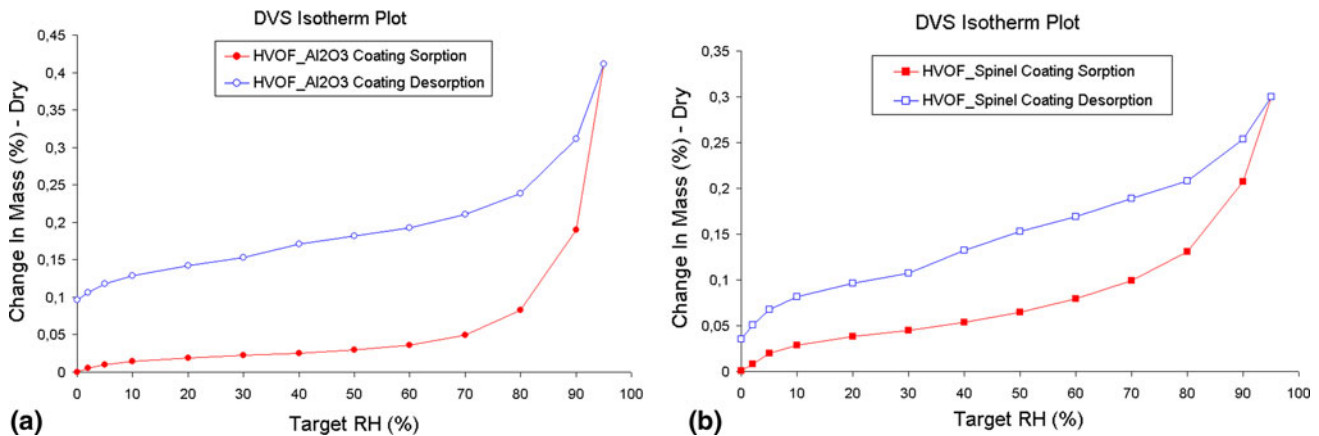 DVS Isotherm Plot
HVOF_Al2O3 Coating Sorption
HVOF_Al2O3 Coating Desorption
Change In Mass (%) - Dry
0,45
0,4
0,35
0,3
0,25
0,2
0,15
0,1
0,05
0
0 10 20 30 40 50 60 70 80 90 100
Target RH (%)
(a)
DVS Isotherm Plot
HVOF_Spinel Coating Sorption
HVOF_Spinel Coating Desorption
Change In Mass (%) - Dry
0,35
0,3
0,25
0,2
0,15
0,1
0,05
0
0 10 20 30 40 50 60 70 80 90 100
Target RH (%)
(b)